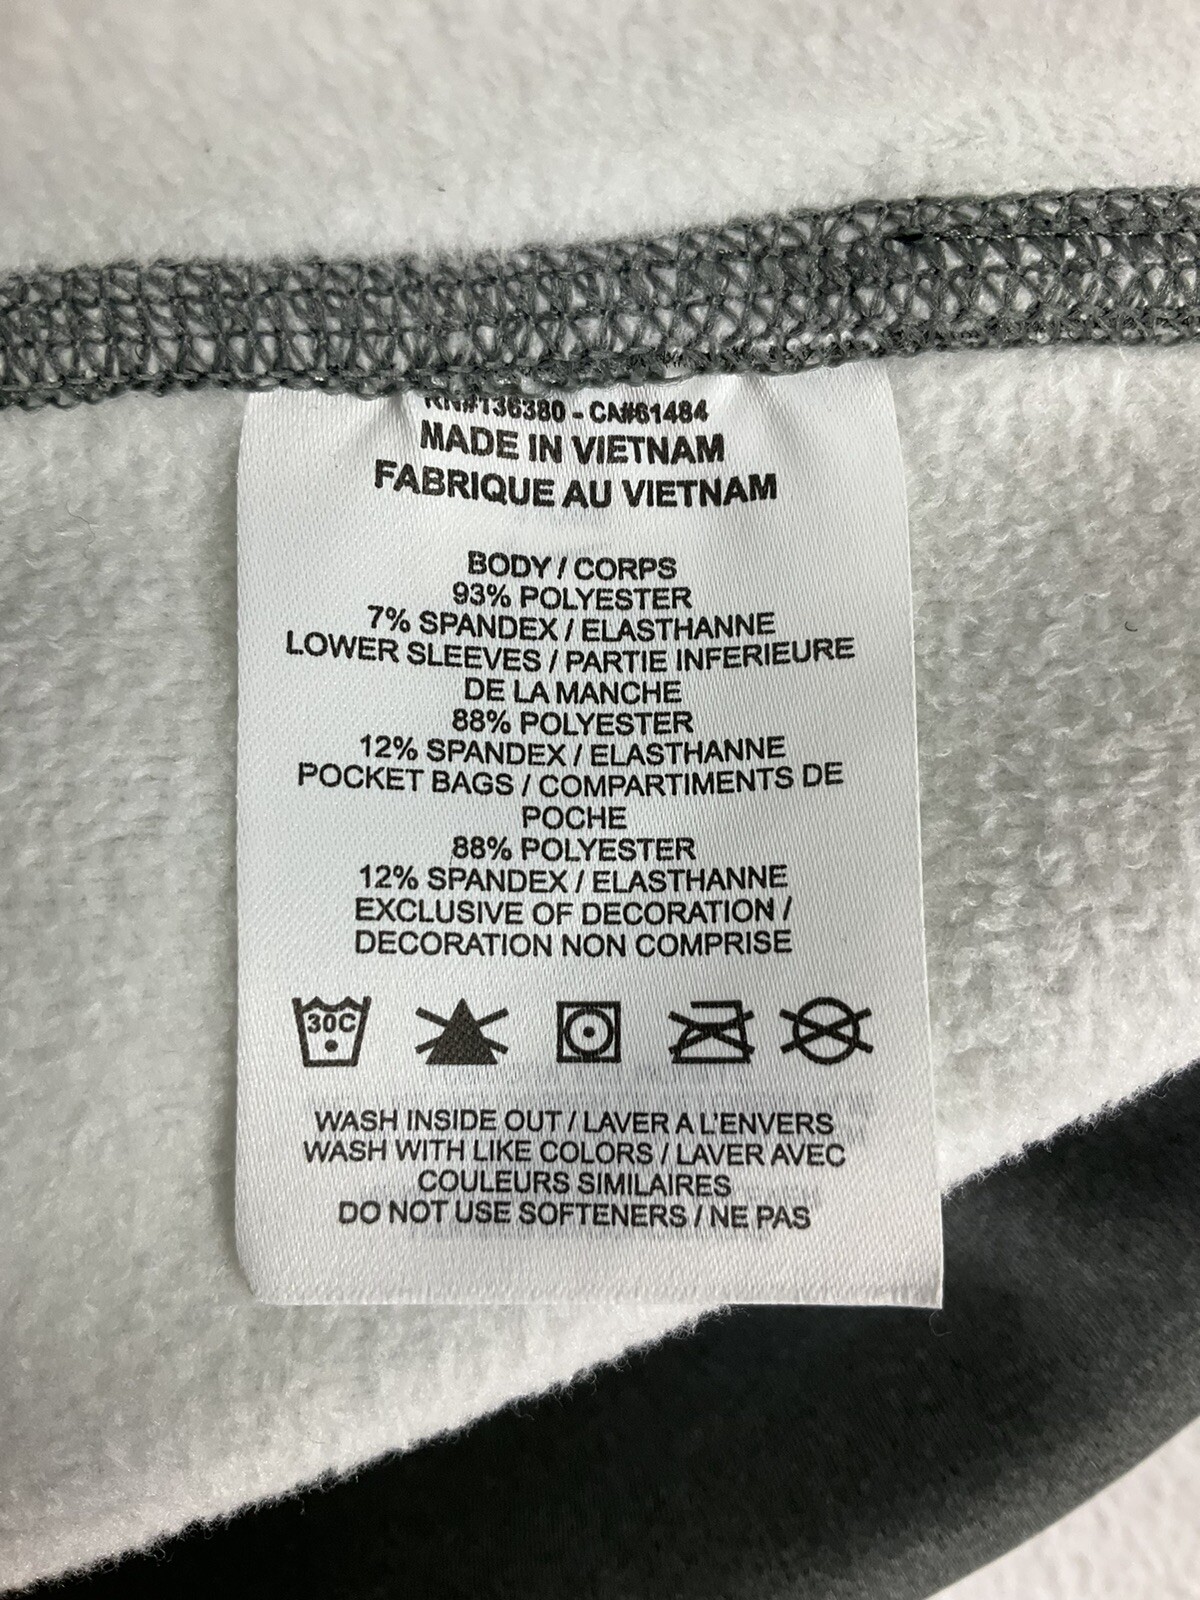 RN#136380 - CA#61484
MADE IN VIETNAM
FABRIQUE AU VIETNAM
BODY / CORPS
93% POLYESTER
7% SPANDEX / ELASTHANNE
LOWER SLEEVES / PARTIE INFERIEURE
DE LA MANCHE
88% POLYESTER
12% SPANDEX / ELASTHANNE
POCKET BAGS / COMPARTIMENTS DE
POCHE
88% POLYESTER
12% SPANDEX / ELASTHANNE
EXCLUSIVE OF DECORATION /
DECORATION NON COMPRISE
30C
WASH INSIDE OUT / LAVER A L'ENVERS
WASH WITH LIKE COLORS / LAVER AVEC
COULEURS SIMILAIRES
DO NOT USE SOFTENERS / NE PAS